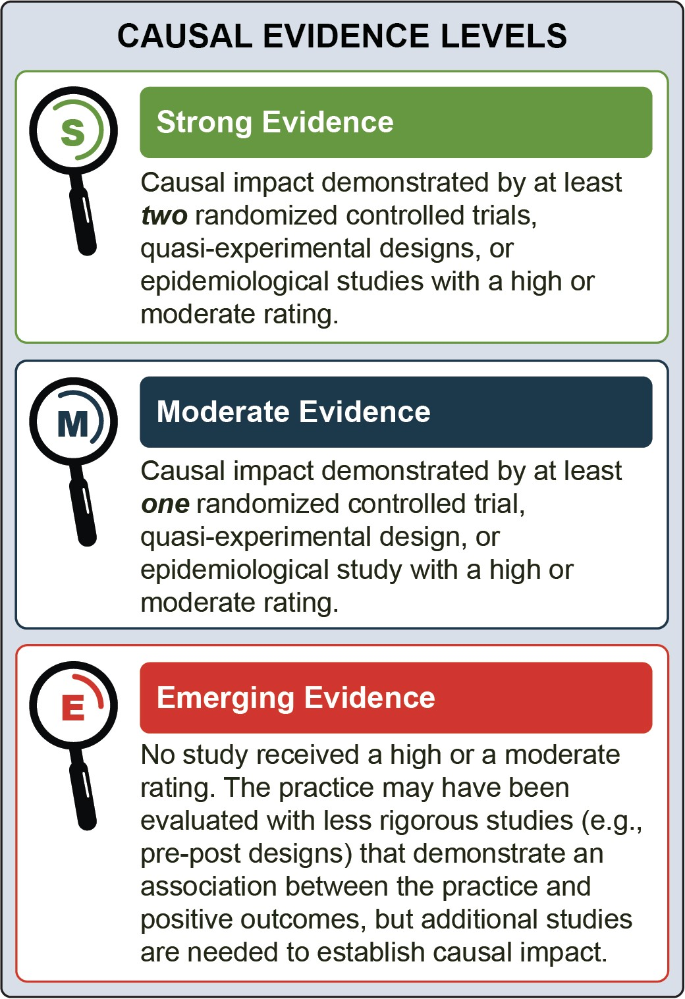 CAUSAL EVIDENCE LEVELS
S
Strong Evidence
Causal impact demonstrated by at least
two randomized controlled trials,
quasi-experimental designs, or
epidemiological studies with a high or
moderate rating.
M
Moderate Evidence
Causal impact demonstrated by at least
one randomized controlled trial,
quasi-experimental design, or
epidemiological study with a high or
moderate rating.
E
Emerging Evidence
No study received a high or a moderate
rating. The practice may have been
evaluated with less rigorous studies (e.g.,
pre-post designs) that demonstrate an
association between the practice and
positive outcomes, but additional studies
are needed to establish causal impact.